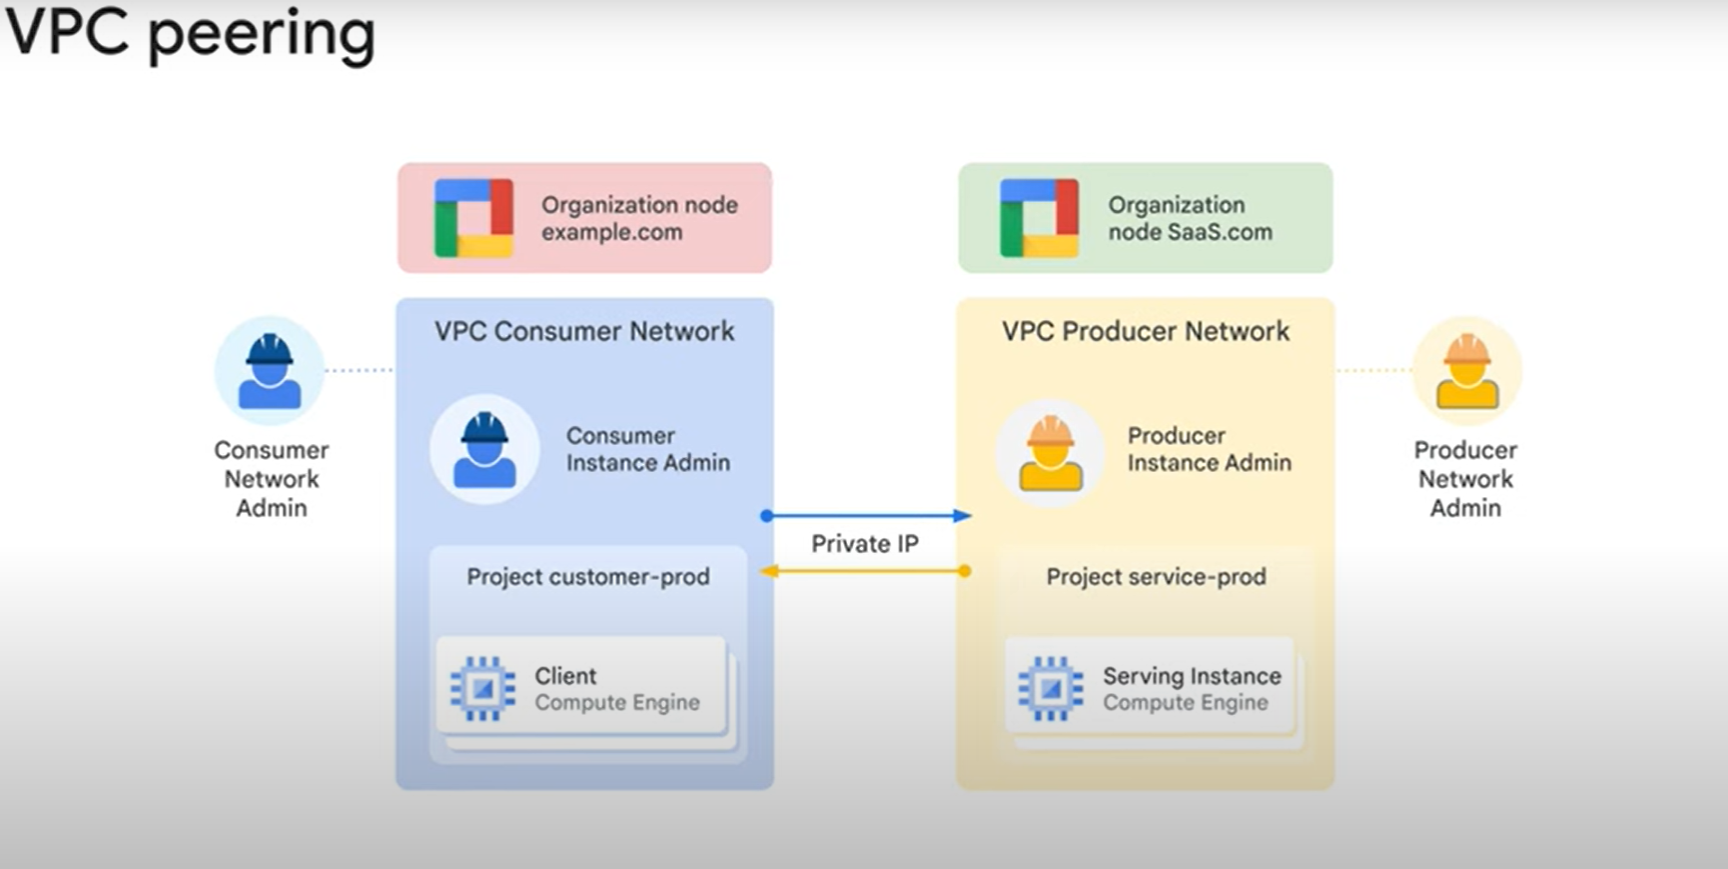 VPC peering
Organization node
example.com
Organization
node SaaS.com
VPC Consumer Network
VPC Producer Network
Consumer
Network
Admin
Consumer
Instance Admin
Producer
Instance Admin
Producer
Network
Admin
Private IP
Project customer-prod
Project service-prod
Client
Compute Engine
Serving Instance
Compute Engine